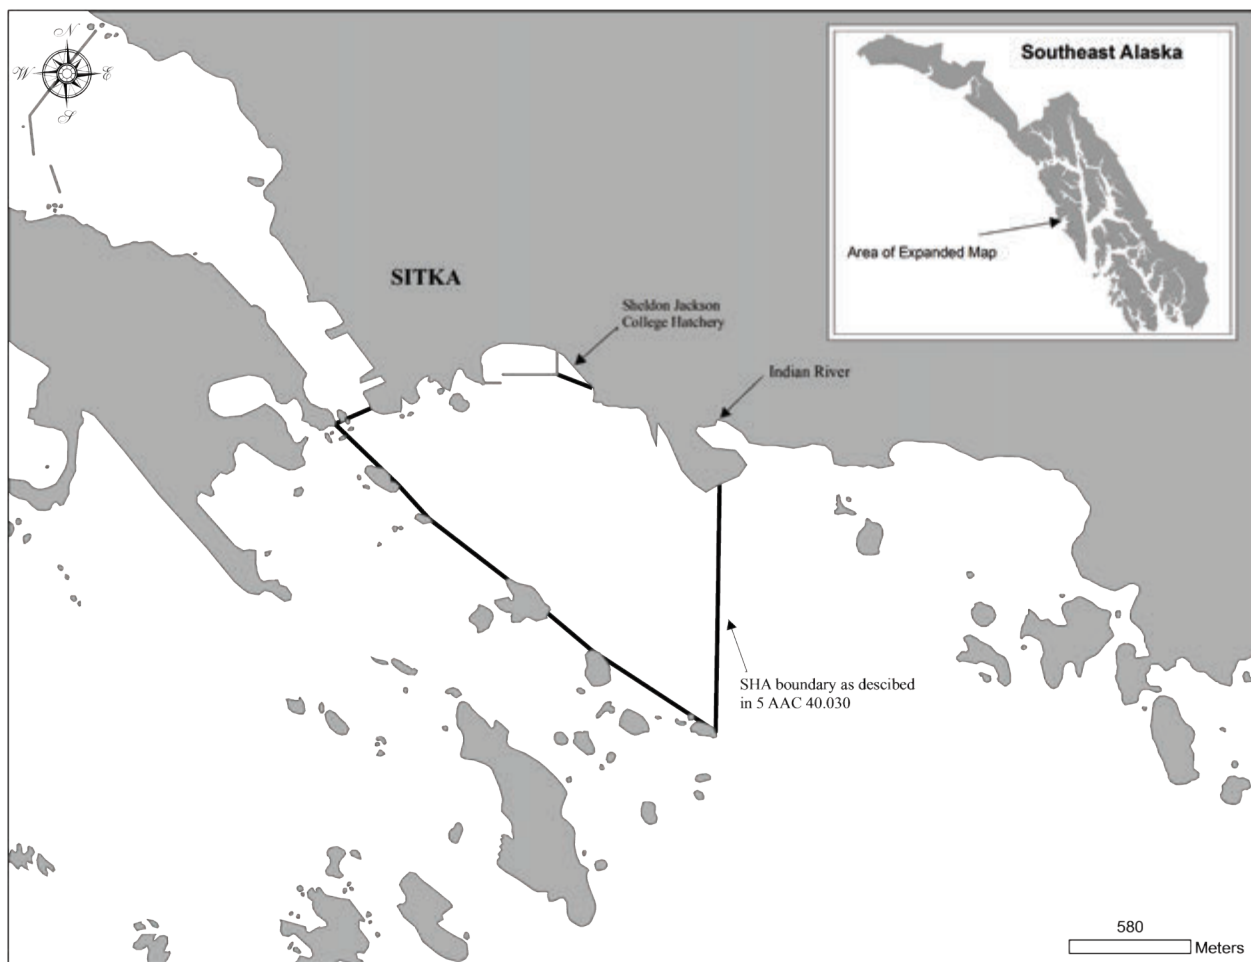 N
W E
S
Southeast Alaska
Area of Expanded Map
SITKA
Sheldon Jackson
College Hatchery
Indian River
SHA boundary as descibed
in 5 AAC 40.030
580
Meters